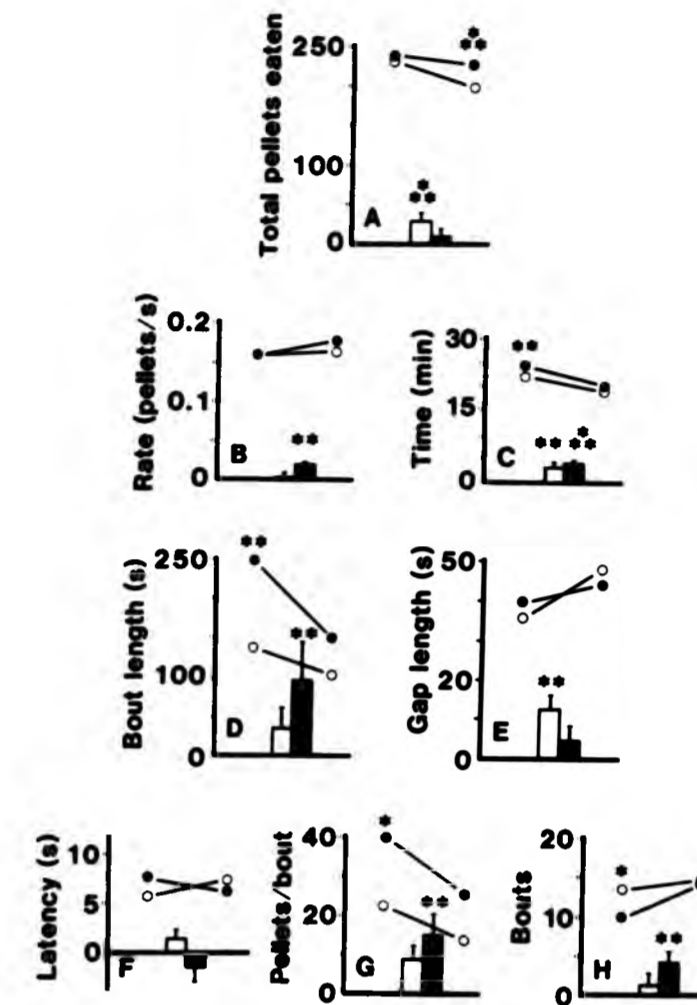 Total pellets eaten
250
100
0
A
*
**
*
**
Rate (pellets/s)
0.2
0.1
0
B
**
Time (min)
30
15
0
C
**
**
*
**
Bout length (s)
250
100
0
D
**
**
Gap length (s)
50
20
0
E
**
Latency (s)
10
5
0
F
Pellets/bout
40
20
0
G
*
**
Bouts
20
10
0
H
*
**